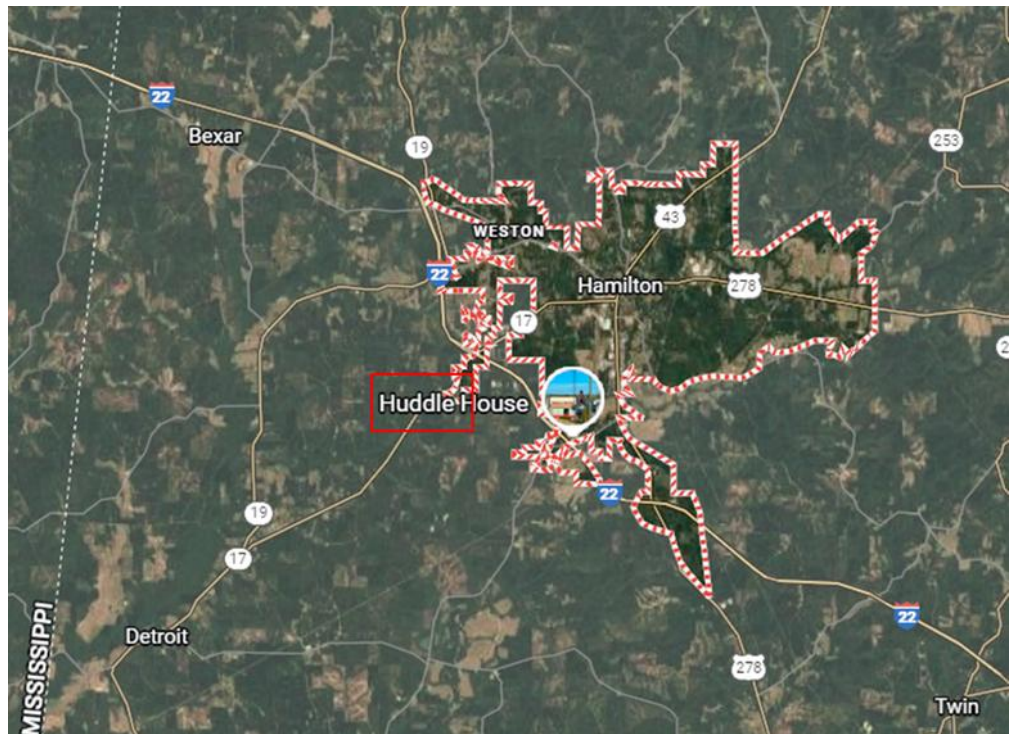 22
Bexar
19
253
43
WESTON
22
Hamilton
278
17
Huddle House
22
19
17
22
Detroit
278
MISSISSIPPI
Twin